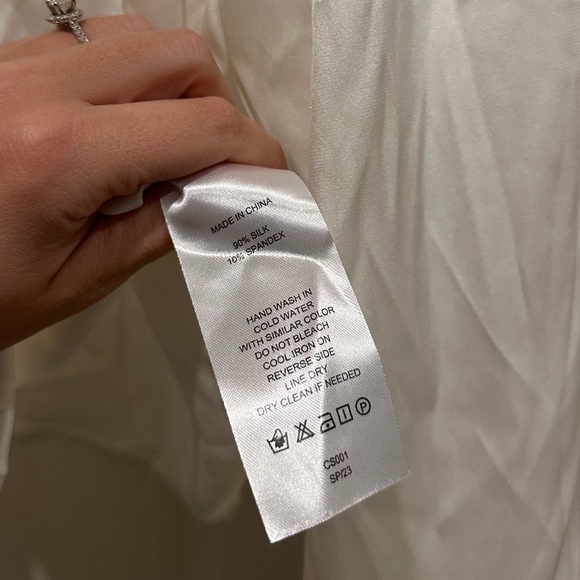 MADE IN CHINA
90% SILK
10% SPANDEX
HAND WASH IN
COLD WATER
WITH SIMILAR COLOR
DO NOT BLEACH
COOL IRON ON
REVERSE SIDE
LINE DRY
DRY CLEAN IF NEEDED
P
CS001
SP/23